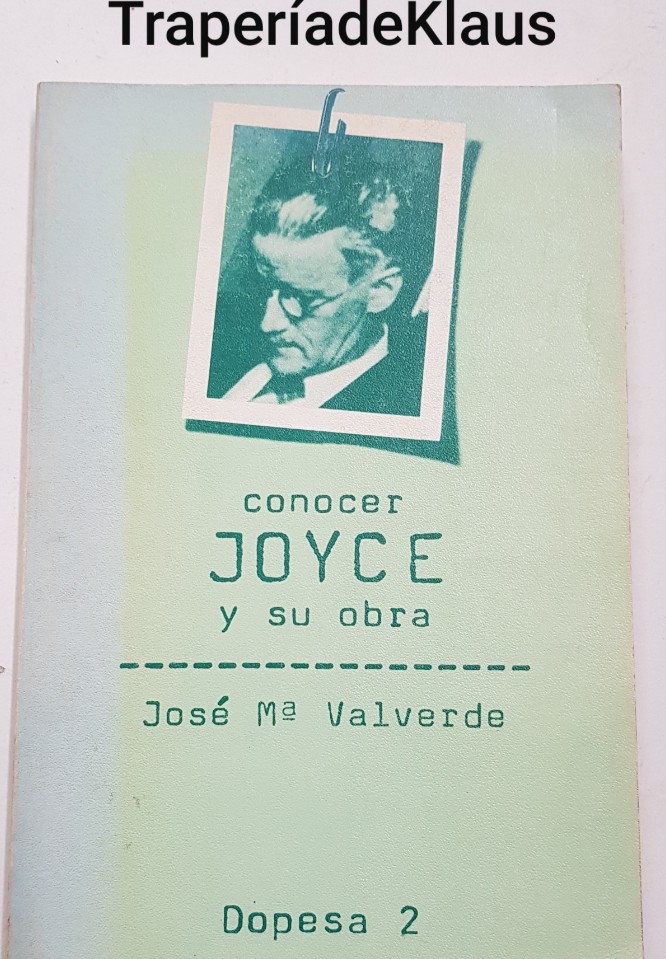 TraperíadeKlaus
conocer
JOYCE
y su obra
José Mª Valverde
Dopesa 2